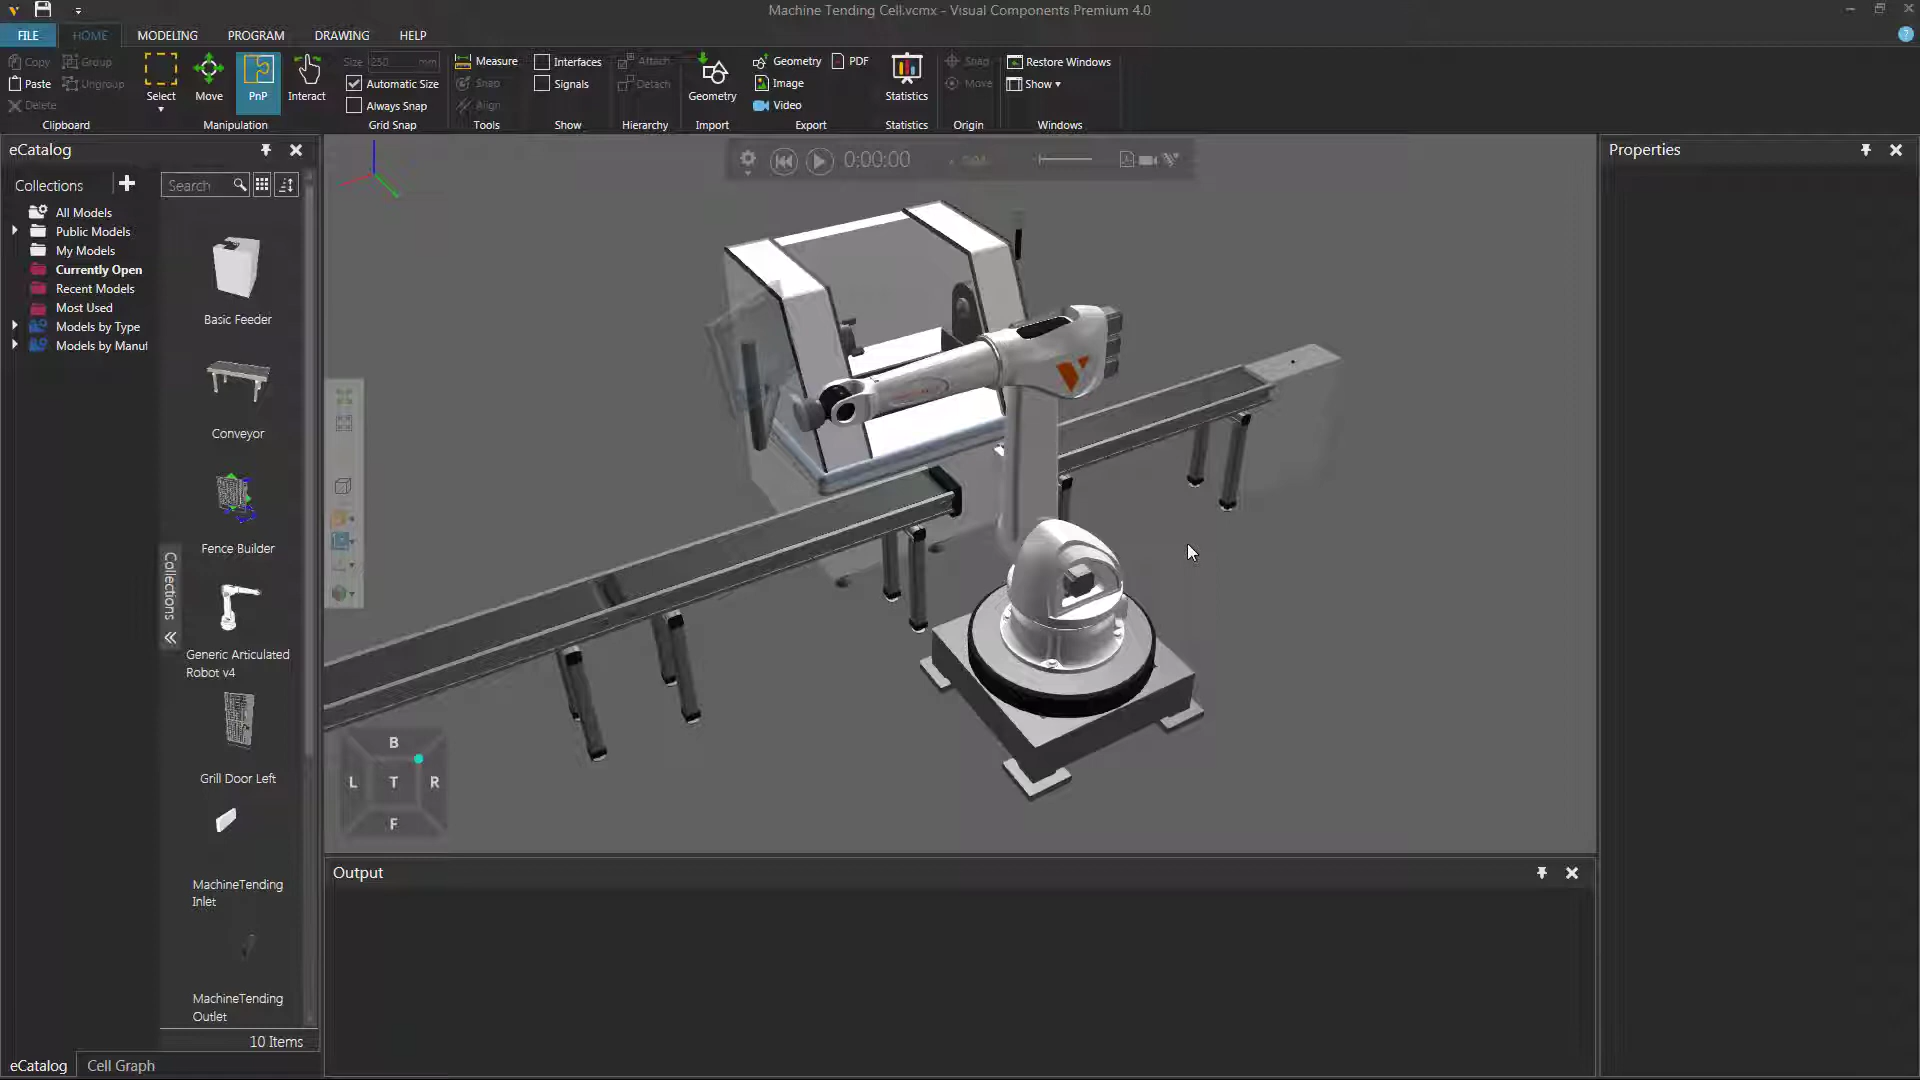 Machine Tending Cell.vcmx - Visual Components Premium 4.0
FILE HOME MODELING PROGRAM DRAWING HELP
Copy
Group
Paste
Ungroup
Delete
Clipboard
Select
Move
PnP
Interact
Manipulation
Size 250 mm
Automatic Size
Always Snap
Grid Snap
Measure
Snap
Align
Tools
Interfaces
Signals
Show
Attach
Detach
Hierarchy
Geometry
Import
Geometry
PDF
Image
Video
Export
Statistics
Statistics
Snap
Move
Origin
Restore Windows
Show
Windows
eCatalog
Collections
Search
All Models
Public Models
My Models
Currently Open
Recent Models
Most Used
Models by Type
Models by Manuf
Collections
Basic Feeder
Conveyor
Fence Builder
Generic Articulated
Robot v4
Grill Door Left
MachineTending
Inlet
MachineTending
Outlet
10 Items
eCatalog Cell Graph
0:00:00
B
L T R
F
Output
Properties